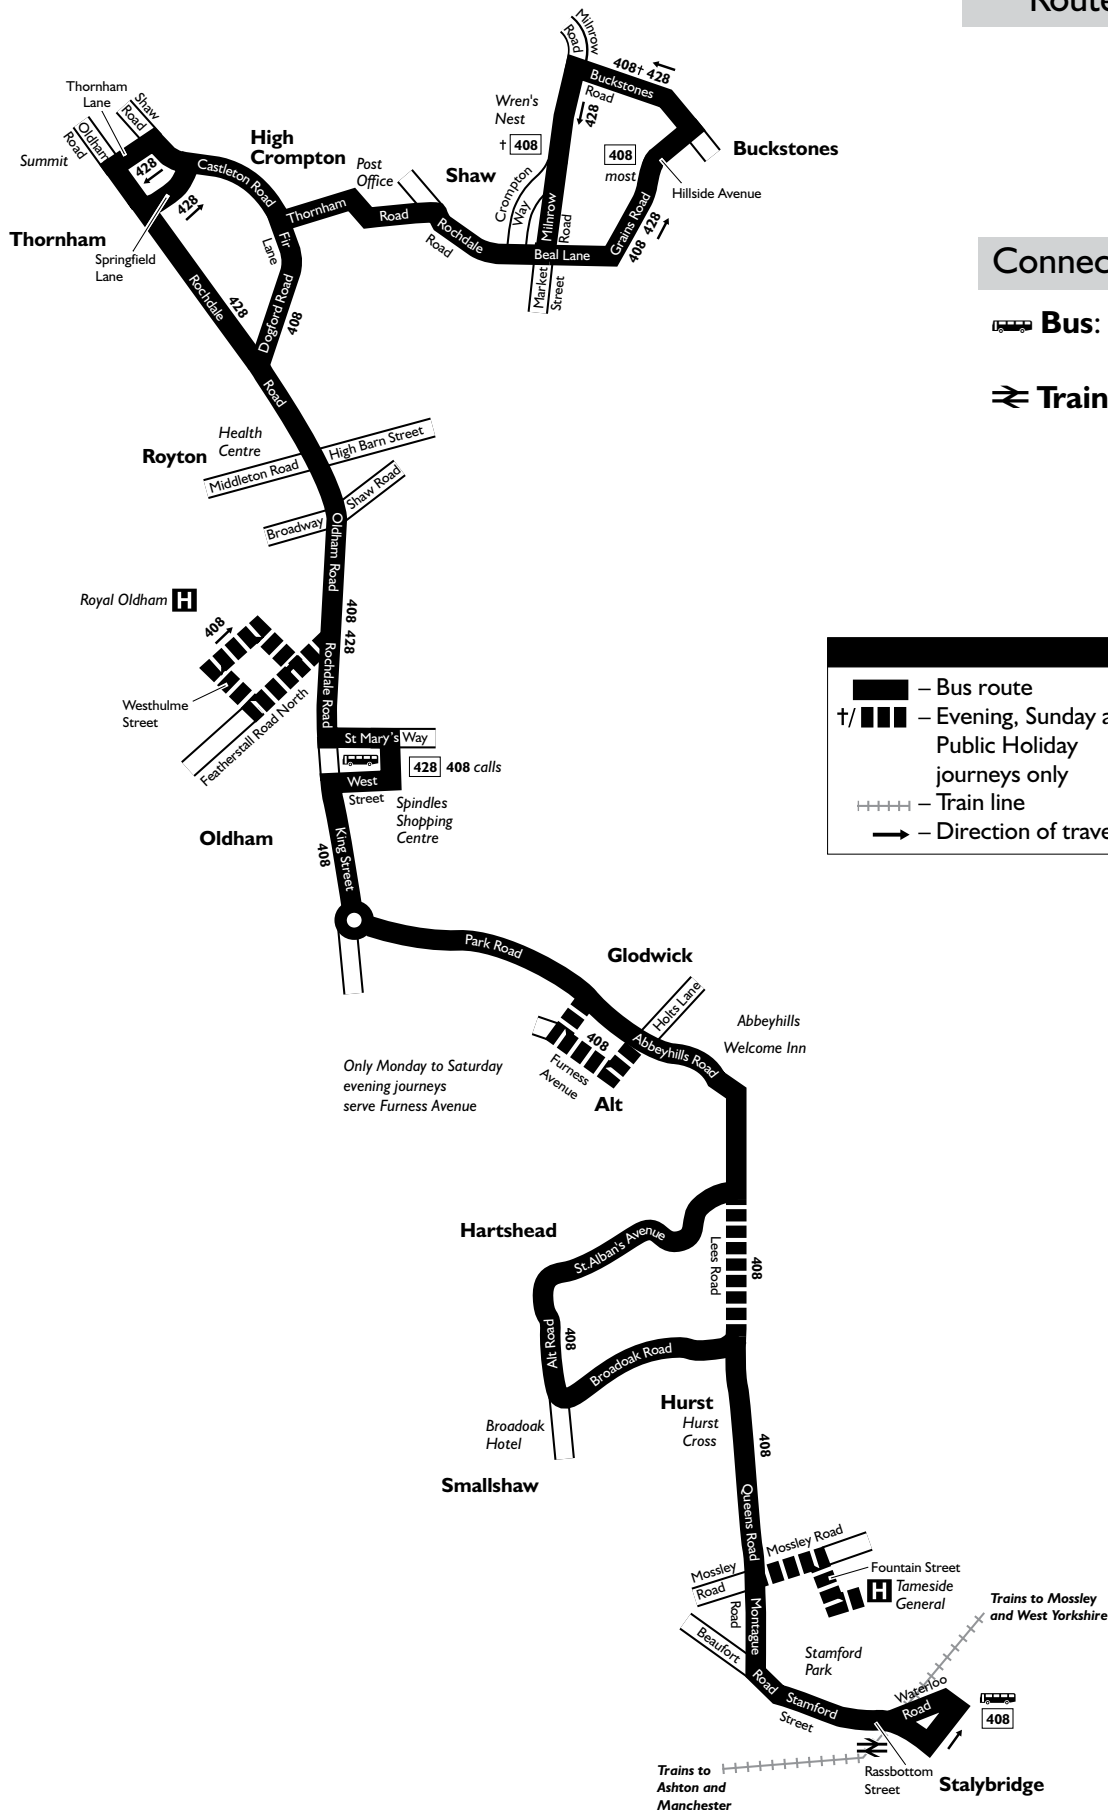 Route
Milnrow
Road
408† 428
Buckstones
Road
428
Thornham
Lane
Shaw
Road
Oldham
Road
Summit
428
428
Castleton Road
High
Crompton
Post
Office
Wren's
Nest
† 408
Shaw
408
most
Buckstones
Hillside Avenue
Crompton
Way
Milnrow
Road
Grains Road
408 428
Thornham
Road
Rochdale
Road
Beal Lane
Market
Street
Thornham
Springfield
Lane
Fir
Lane
Dogford Road
408
Rochdale
428
Road
Connec
Bus:
Train
Health
Centre
Royton
Middleton Road
High Barn Street
Broadway
Shaw Road
Oldham Road
Royal Oldham H
408
408 428
Rochdale Road
Westhulme
Street
Featherstall Road North
St Mary's Way
428 408 calls
West
Street
Spindles
Shopping
Centre
Oldham
408
King Street
– Bus route
†/ – Evening, Sunday a
Public Holiday
journeys only
– Train line
– Direction of trave
Park Road
Glodwick
Holts Lane
Abbeyhills
Welcome Inn
408
Abbeyhills Road
Furness
Avenue
Alt
Only Monday to Saturday
evening journeys
serve Furness Avenue
Hartshead
St.Alban's Avenue
Lees Road
408
Alt Road
408
Broadoak Road
Hurst
Hurst
Cross
Broadoak
Hotel
Smallshaw
408
Queens Road
Mossley
Road
Mossley Road
Fountain Street
H Tameside
General
Montague
Road
Beaufort
Road
Stamford
Park
Stamford
Street
Trains to Mossley
and West Yorkshire
Waterloo
Road
408
Rassbottom
Street
Stalybridge
Trains to
Ashton and
Manchester